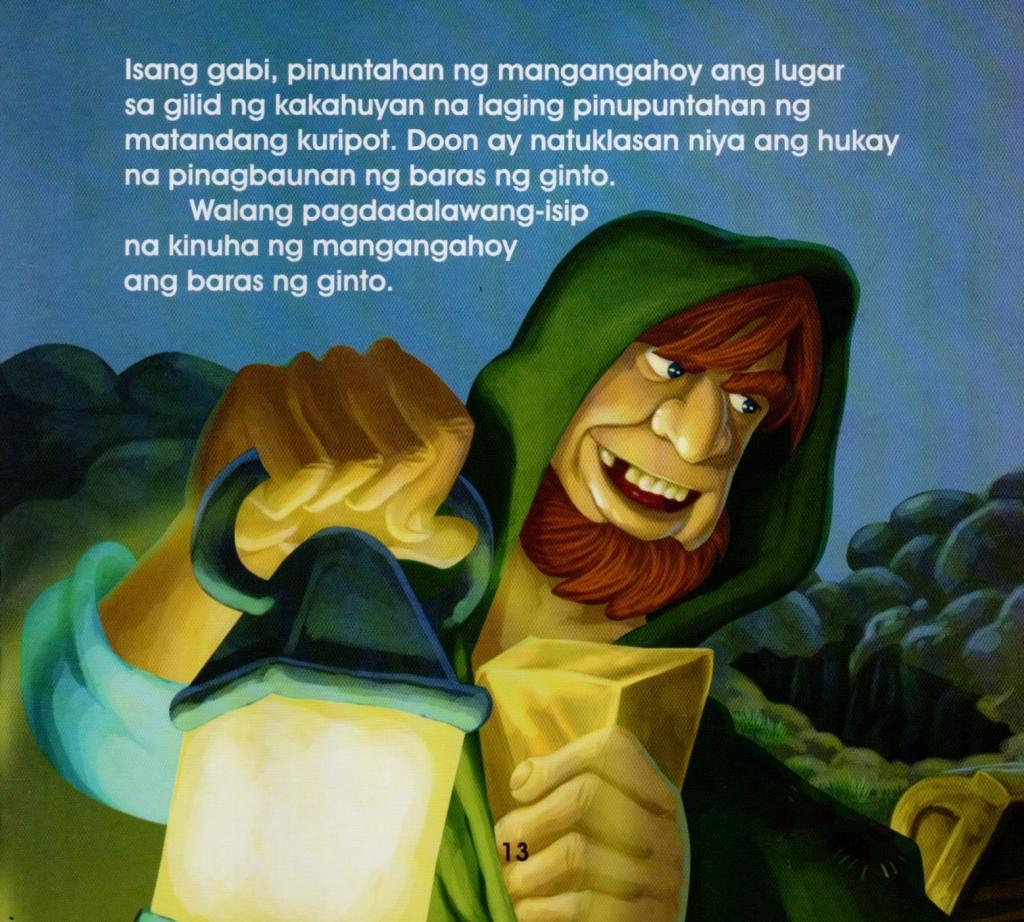 Isang gabi, pinuntahan ng mangangahoy ang lugar
sa gilid ng kakahuyan na laging pinupuntahan ng
matandang kuripot. Doon ay natuklasan niya ang hukay
na pinagbaunan ng baras ng ginto.
Walang pagdadalawang-isip
na kinuha ng mangangahoy
ang baras ng ginto.
13